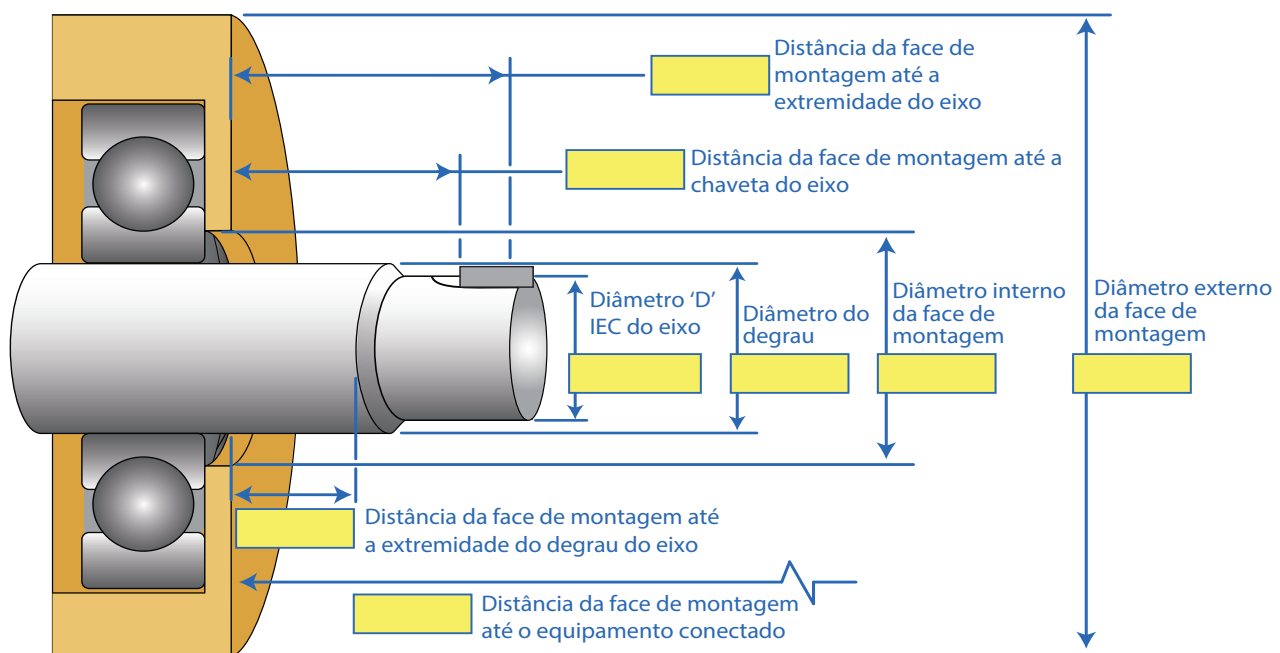 Distância da face de
montagem até a
extremidade do eixo
Distância da face de montagem até a
chaveta do eixo
Diâmetro ‘D’
IEC do eixo
Diâmetro do
degrau
Diâmetro interno
da face de
montagem
Diâmetro externo
da face de
montagem
Distância da face de montagem até
a extremidade do degrau do eixo
Distância da face de montagem
até o equipamento conectado